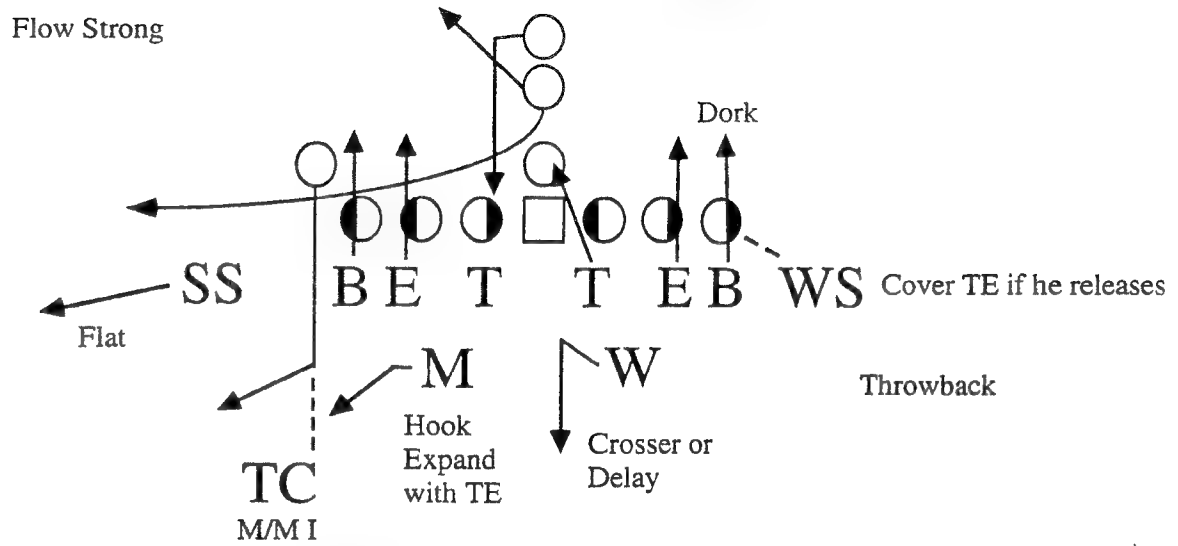 Flow Strong
Dork
SS B E T T E B WS Cover TE if he releases
Flat
M W Throwback
Hook
Expand
with TE
Crosser or
Delay
TC
M/M I